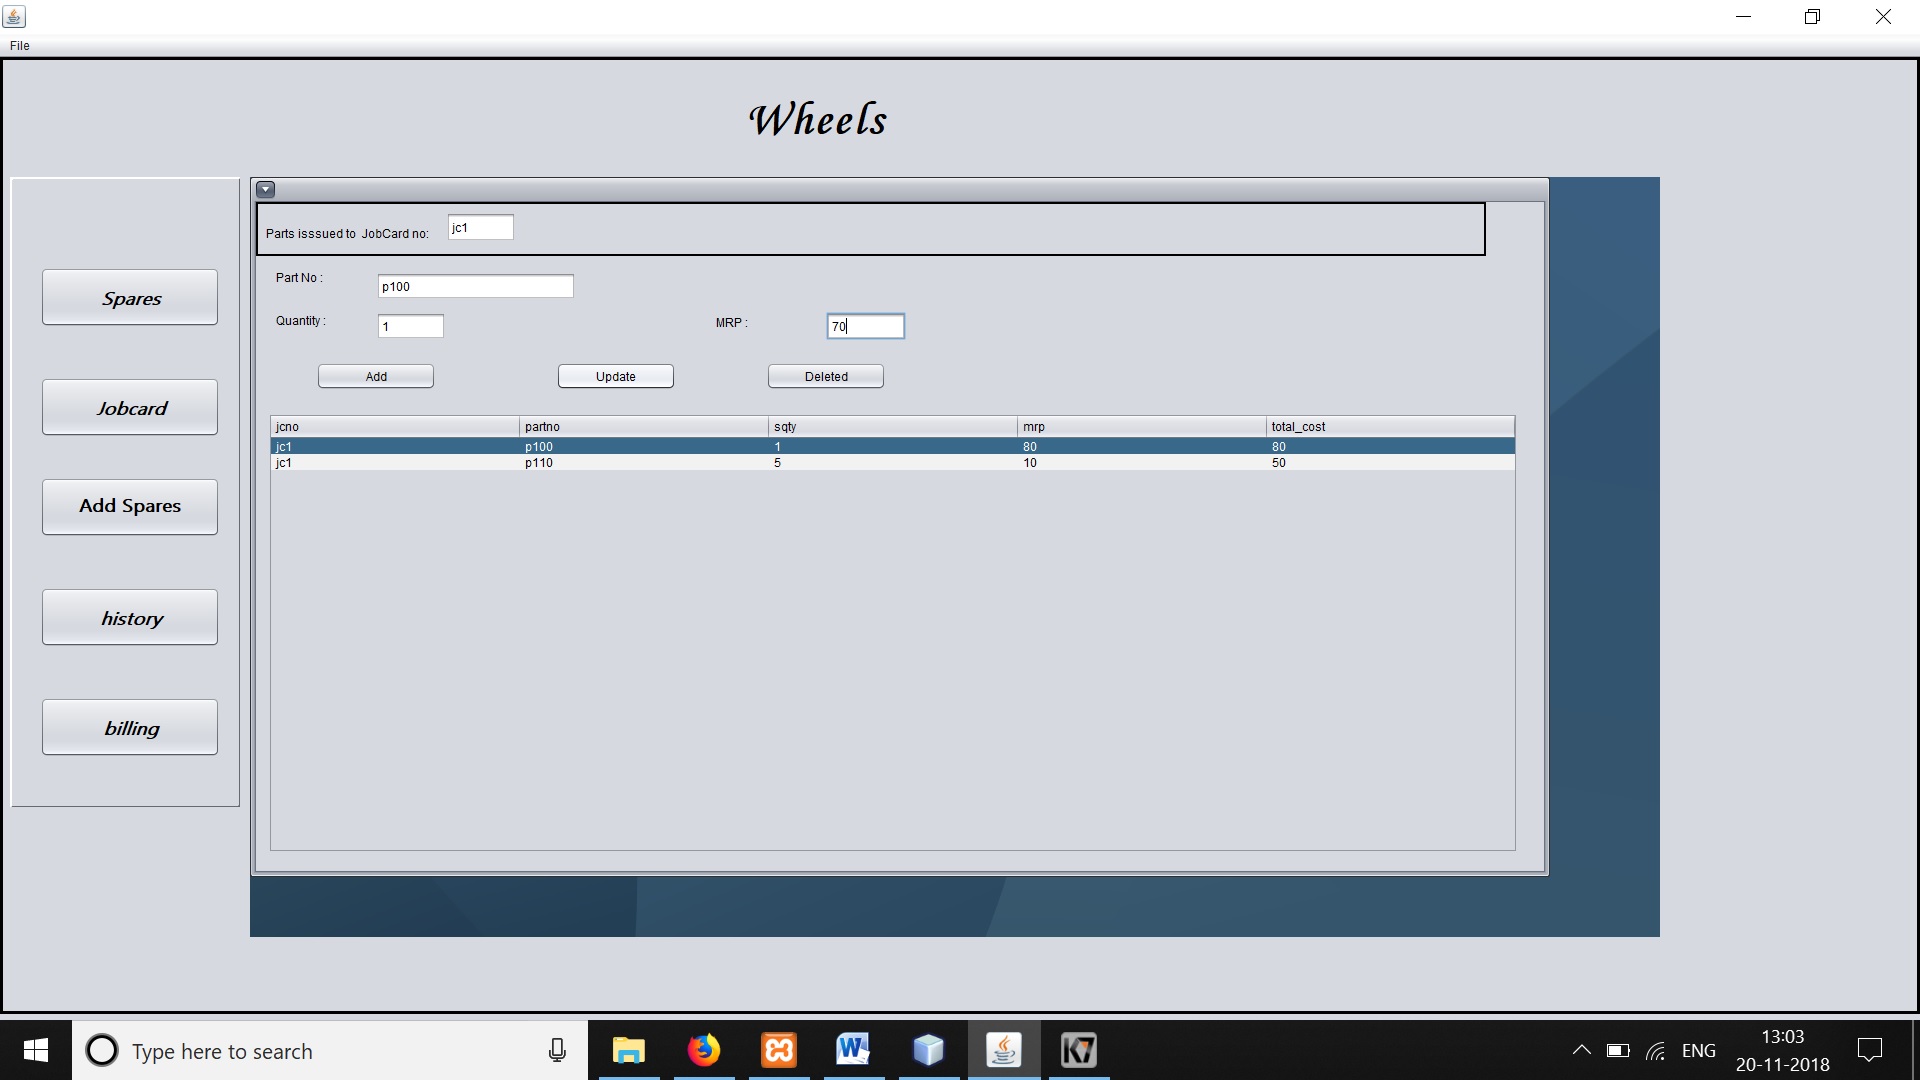 File
Wheels
Parts isssued to JobCard no: jc1
Part No : p100
Quantity : 1 MRP : 70
Add Update Deleted
jcno partno sqty mrp total_cost
jc1 p100 1 80 80
jc1 p110 5 10 50
Spares
Jobcard
Add Spares
history
billing
Type here to search
ENG
13:03
20-11-2018
W
K7